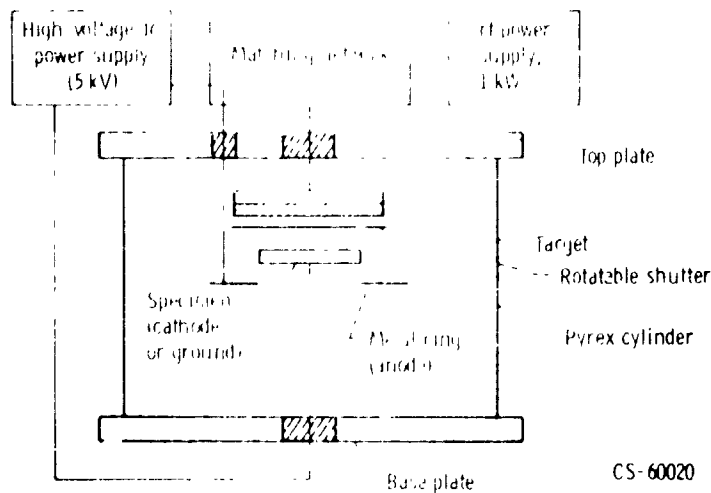 High voltage dc
power supply
(5 kV)
Matching network
rf power
supply,
1 kW
Top plate
Target
Rotatable shutter
Specimen
(cathode
or ground)
Metal ring
(anode)
Pyrex cylinder
Base plate
CS-60020